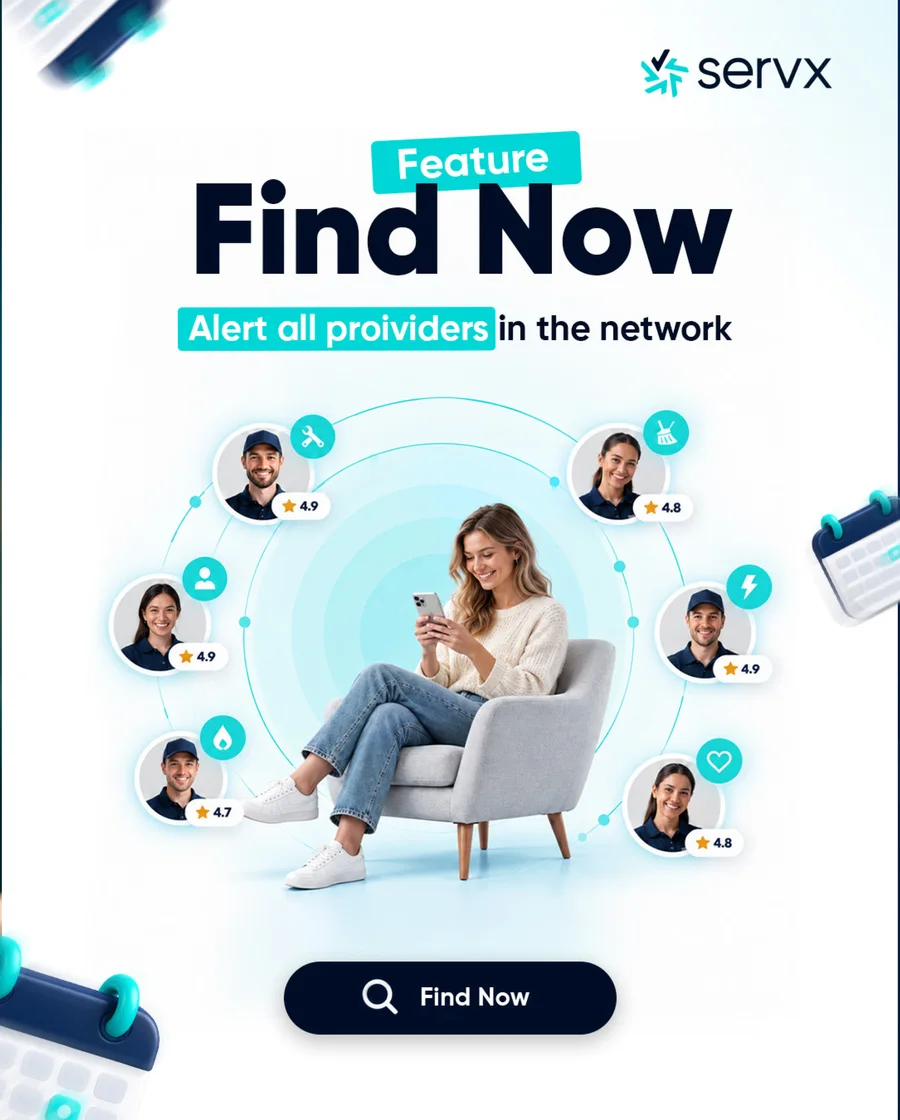 servx
Feature
Find Now
Alert all proividers in the network
4.9
4.8
4.9
4.9
4.7
4.8
Find Now